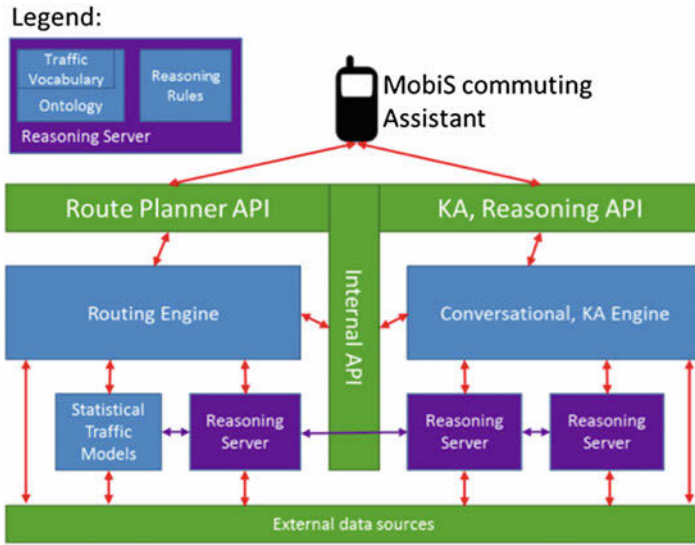 Legend:
Traffic
Vocabulary
Ontology
Reasoning
Rules
Reasoning Server
MobiS commuting
Assistant
Route Planner API
KA, Reasoning API
Internal API
Routing Engine
Conversational, KA Engine
Statistical
Traffic
Models
Reasoning
Server
Reasoning
Server
Reasoning
Server
External data sources